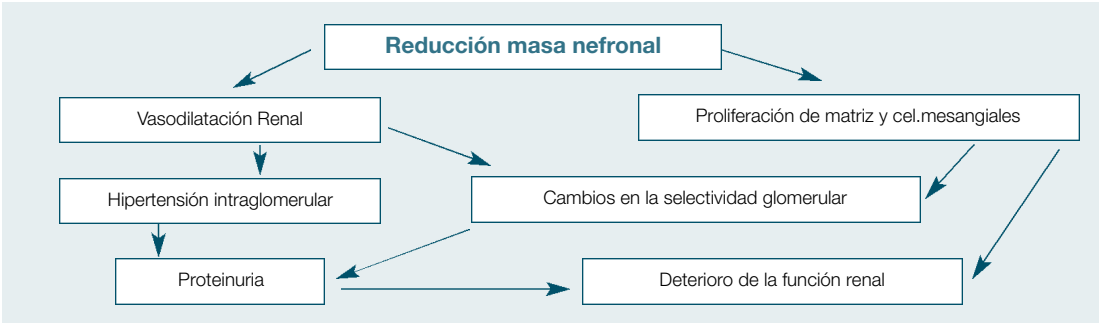 Reducción masa nefronal
Vasodilatación Renal
Proliferación de matriz y cel.mesangiales
Hipertensión intraglomerular
Cambios en la selectividad glomerular
Proteinuria
Deterioro de la función renal